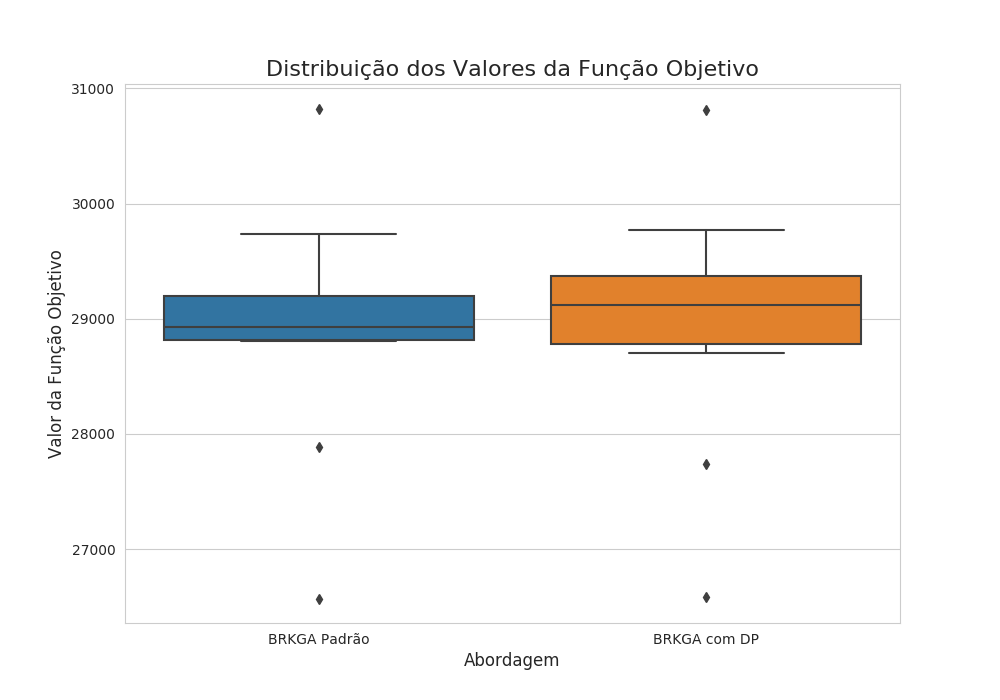 Distribuição dos Valores da Função Objetivo
31000
30000
29000
28000
27000
Valor da Função Objetivo
BRKGA Padrão
BRKGA com DP
Abordagem